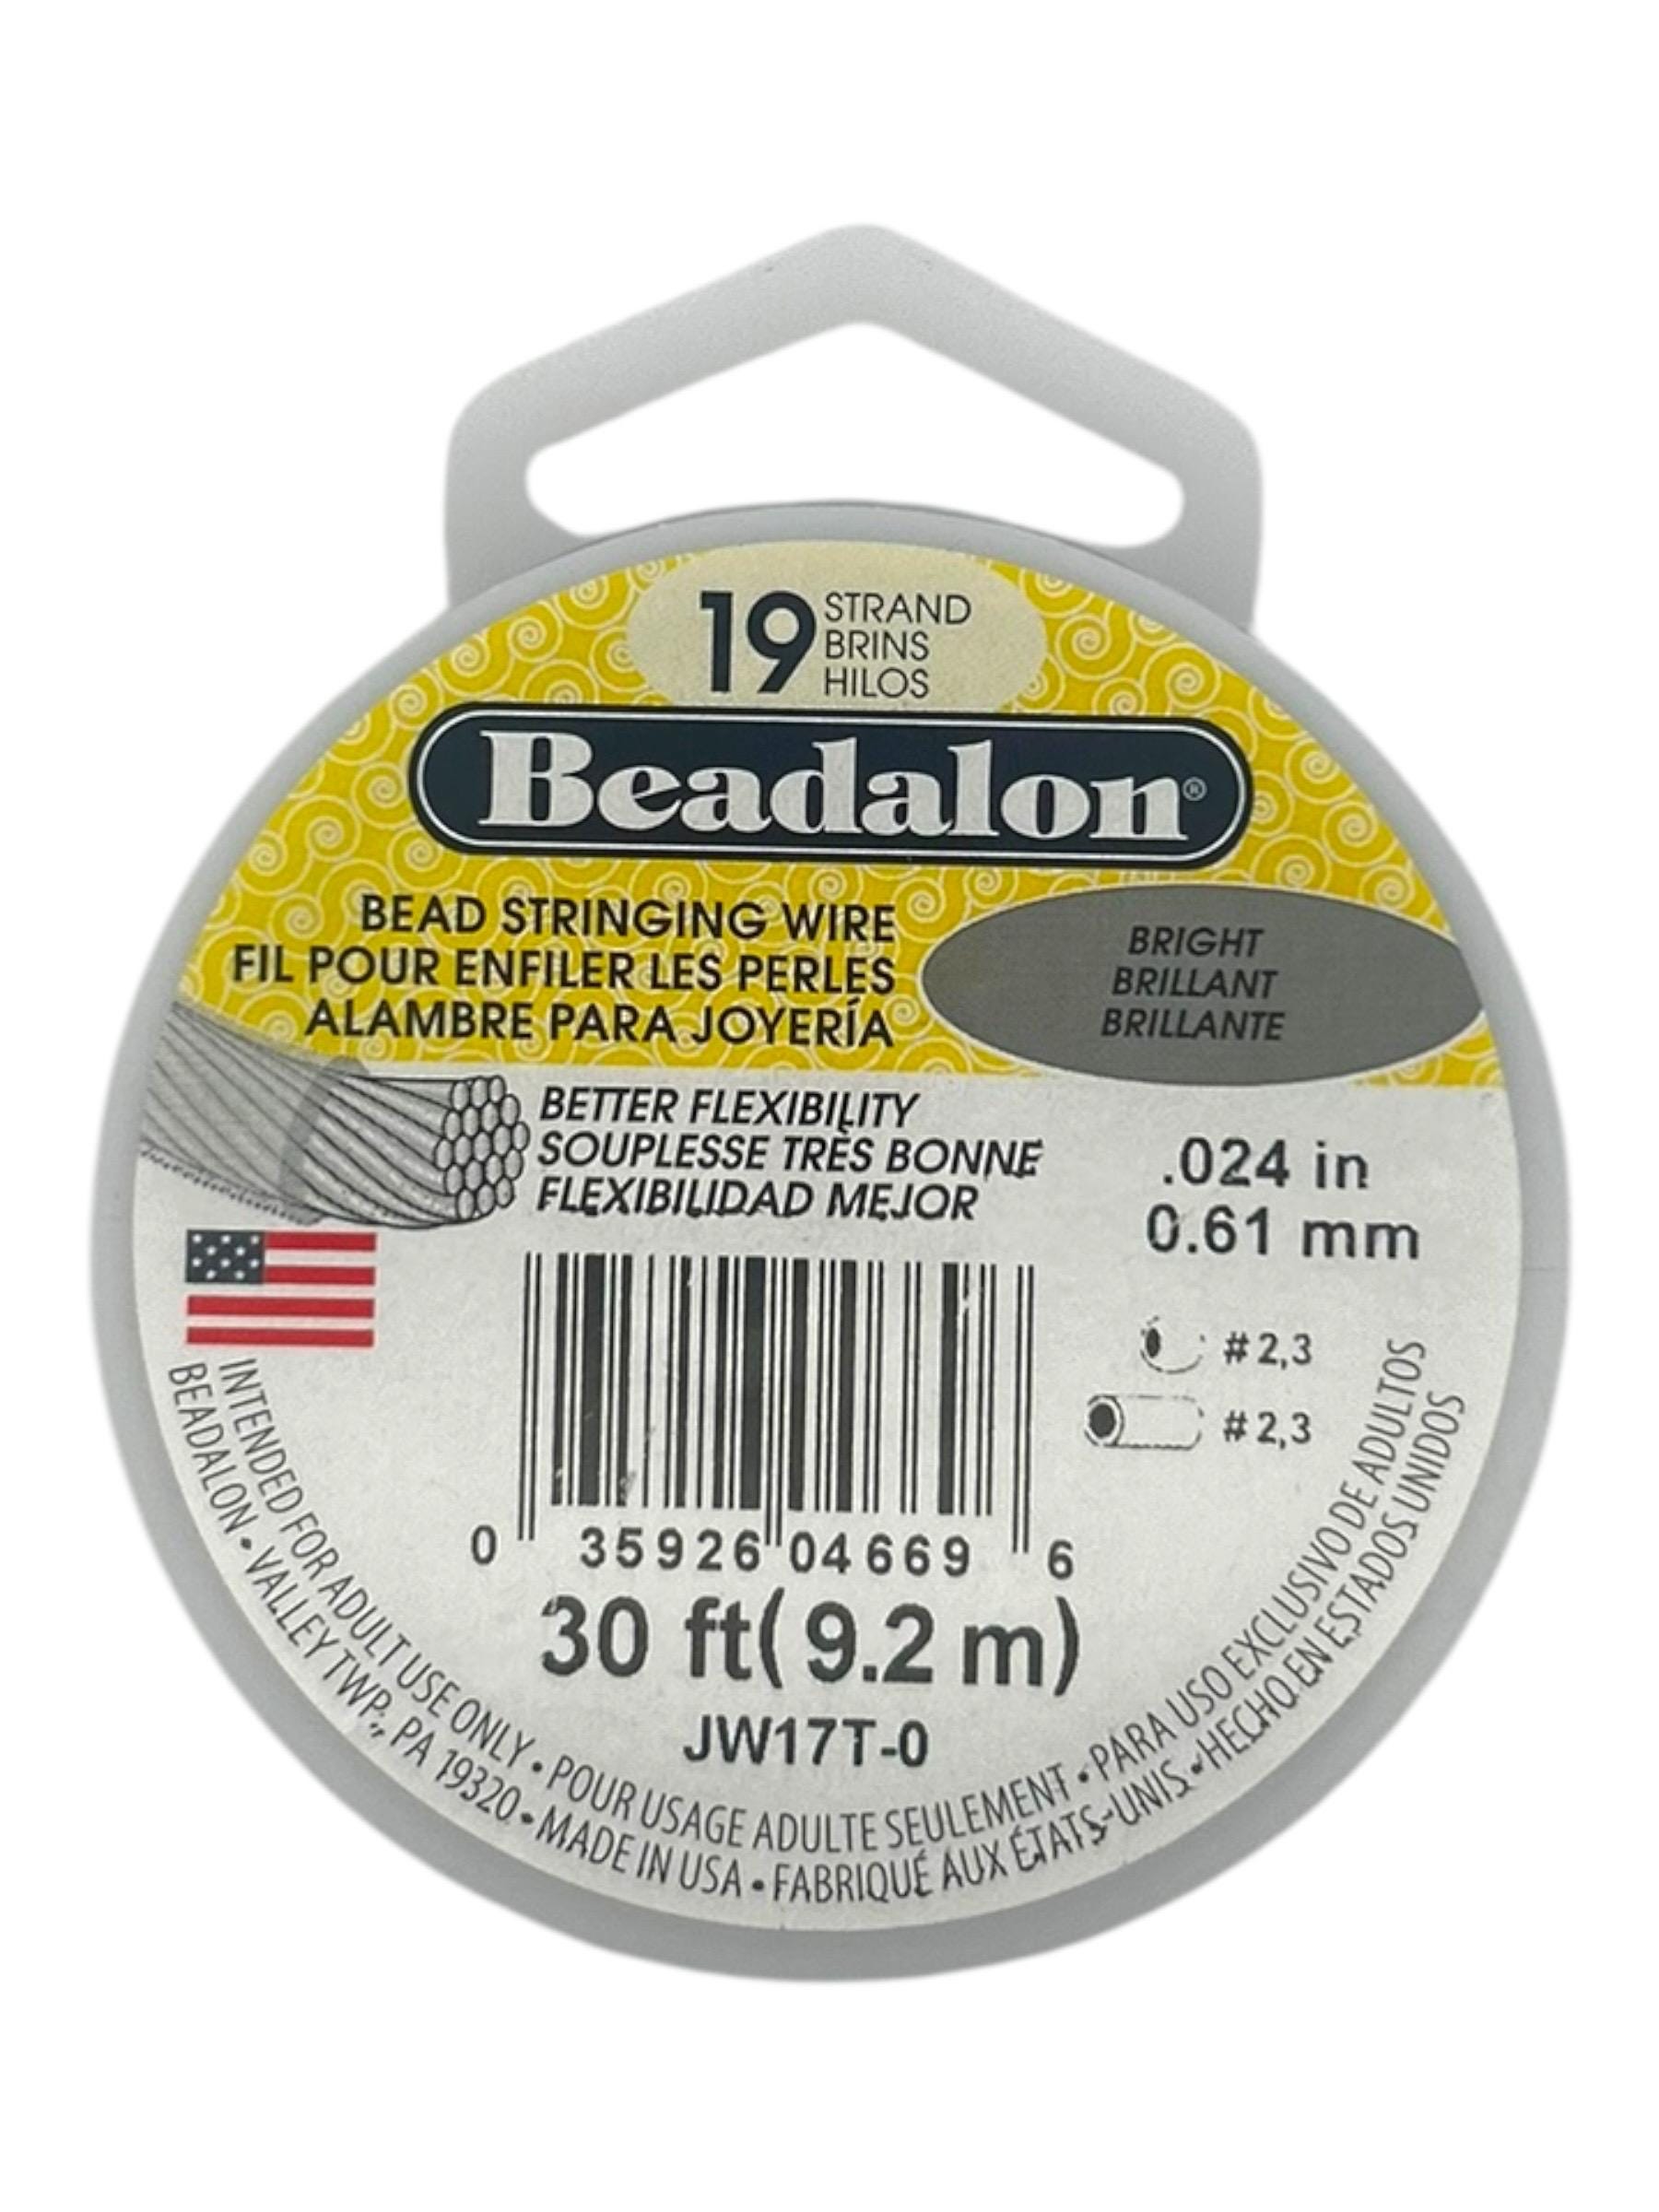 19 STRAND
BRINS
HILOS
Beadalon®
BEAD STRINGING WIRE
FIL POUR ENFILER LES PERLES
ALAMBRE PARA JOYERÍA
BRIGHT
BRILLANT
BRILLANTE
BETTER FLEXIBILITY
SOUPLESSE TRÈS BONNE
FLEXIBILIDAD MEJOR
.024 in
0.61 mm
#2,3
#2,3
0 35926 04669 6
30 ft(9.2 m)
JW17T-0
INTENDED FOR ADULT USE ONLY • POUR USAGE ADULTE SEULEMENT • PARA USO EXCLUSIVO DE ADULTOS
BEADALON • VALLEY TWP., PA 19320 • MADE IN USA • FABRIQUÉ AUX ÉTATS-UNIS • HECHO EN ESTADOS UNIDOS